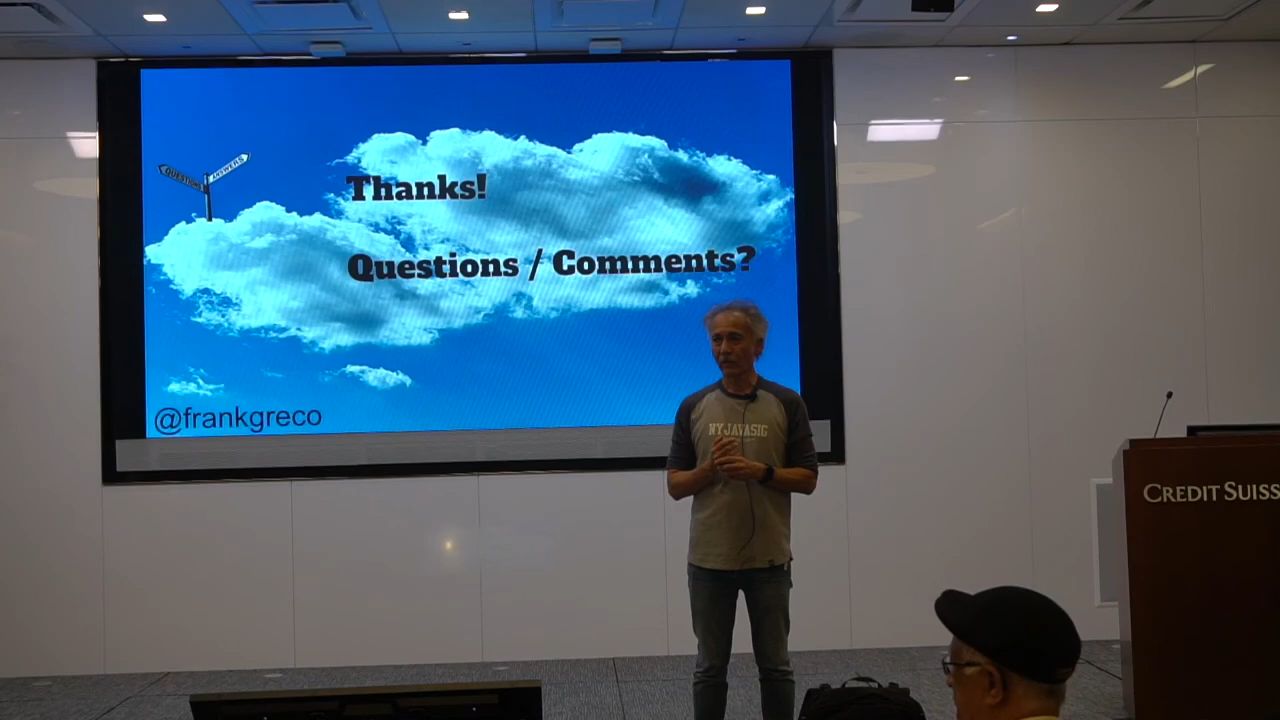 QUESTIONS
ANSWERS
Thanks!
Questions / Comments?
@frankgreco
NYJAVASIG
CREDIT SUISS